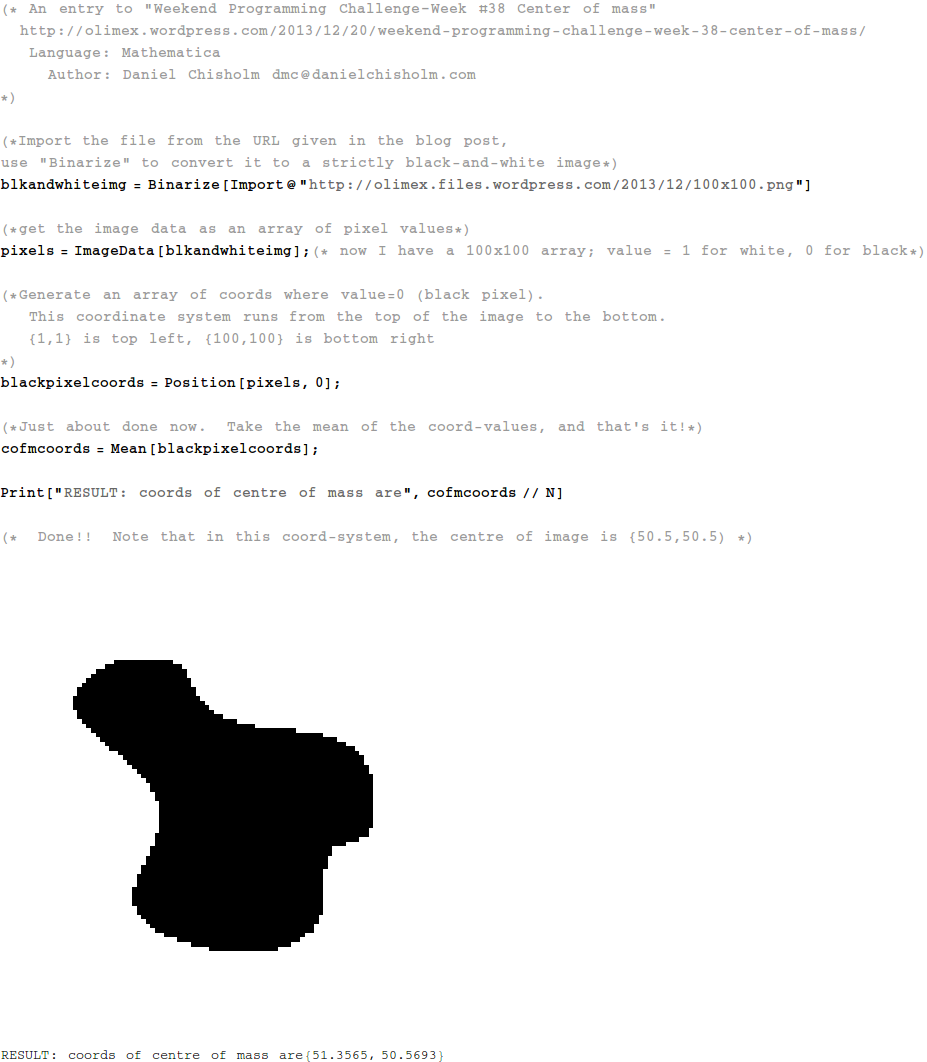 (* An entry to "Weekend Programming Challenge-Week #38 Center of mass"
http://olimex.wordpress.com/2013/12/20/weekend-programming-challenge-week-38-center-of-mass/
Language: Mathematica
Author: Daniel Chisholm dmc@danielchisholm.com
*)
(*Import the file from the URL given in the blog post,
use "Binarize" to convert it to a strictly black-and-white image*)
blkandwhiteimg = Binarize[Import@"http://olimex.files.wordpress.com/2013/12/100x100.png"]
(*get the image data as an array of pixel values*)
pixels = ImageData[blkandwhiteimg];(* now I have a 100x100 array; value = 1 for white, 0 for black*)
(*Generate an array of coords where value=0 (black pixel).
This coordinate system runs from the top of the image to the bottom.
{1,1} is top left, {100,100} is bottom right
*)
blackpixelcoords = Position[pixels, 0];
(*Just about done now.  Take the mean of the coord-values, and that's it!*)
cofmcoords = Mean[blackpixelcoords];
Print["RESULT: coords of centre of mass are", cofmcoords // N]
(*  Done!!  Note that in this coord-system, the centre of image is {50.5,50.5) *)
RESULT: coords of centre of mass are{51.3565, 50.5693}